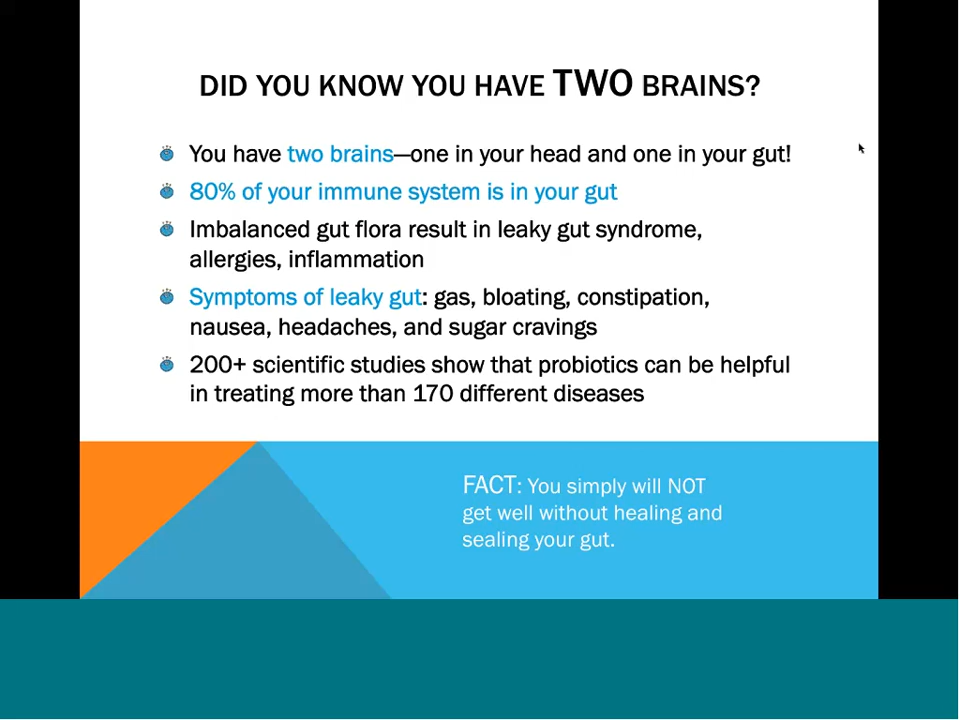 DID YOU KNOW YOU HAVE TWO BRAINS?
You have two brains—one in your head and one in your gut!
80% of your immune system is in your gut
Imbalanced gut flora result in leaky gut syndrome,
allergies, inflammation
Symptoms of leaky gut: gas, bloating, constipation,
nausea, headaches, and sugar cravings
200+ scientific studies show that probiotics can be helpful
in treating more than 170 different diseases
FACT: You simply will NOT
get well without healing and
sealing your gut.